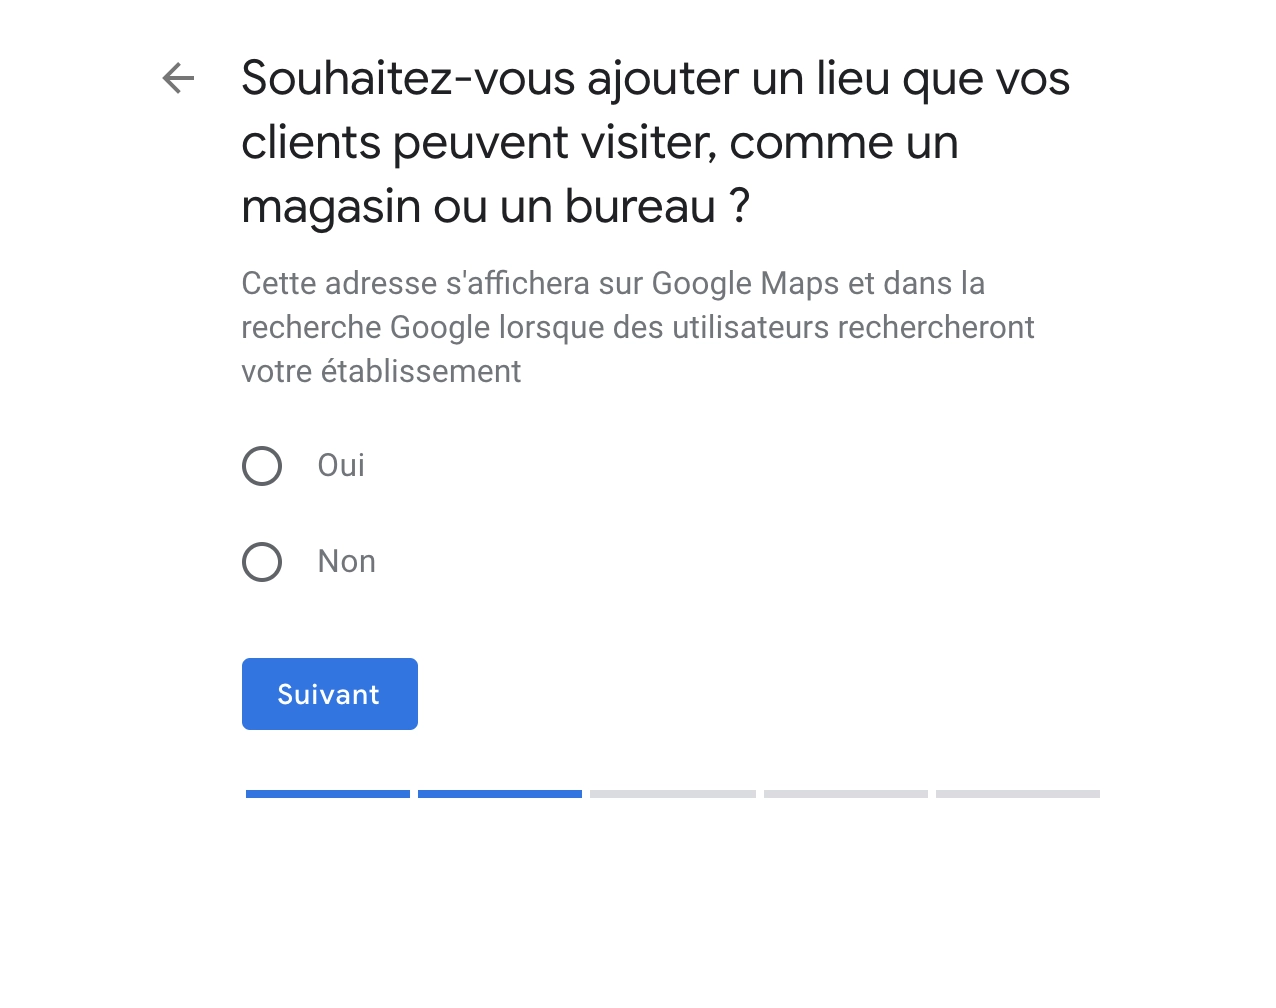 Souhaitez-vous ajouter un lieu que vos
clients peuvent visiter, comme un
magasin ou un bureau ?
Cette adresse s'affichera sur Google Maps et dans la
recherche Google lorsque des utilisateurs rechercheront
votre établissement
Oui
Non
Suivant